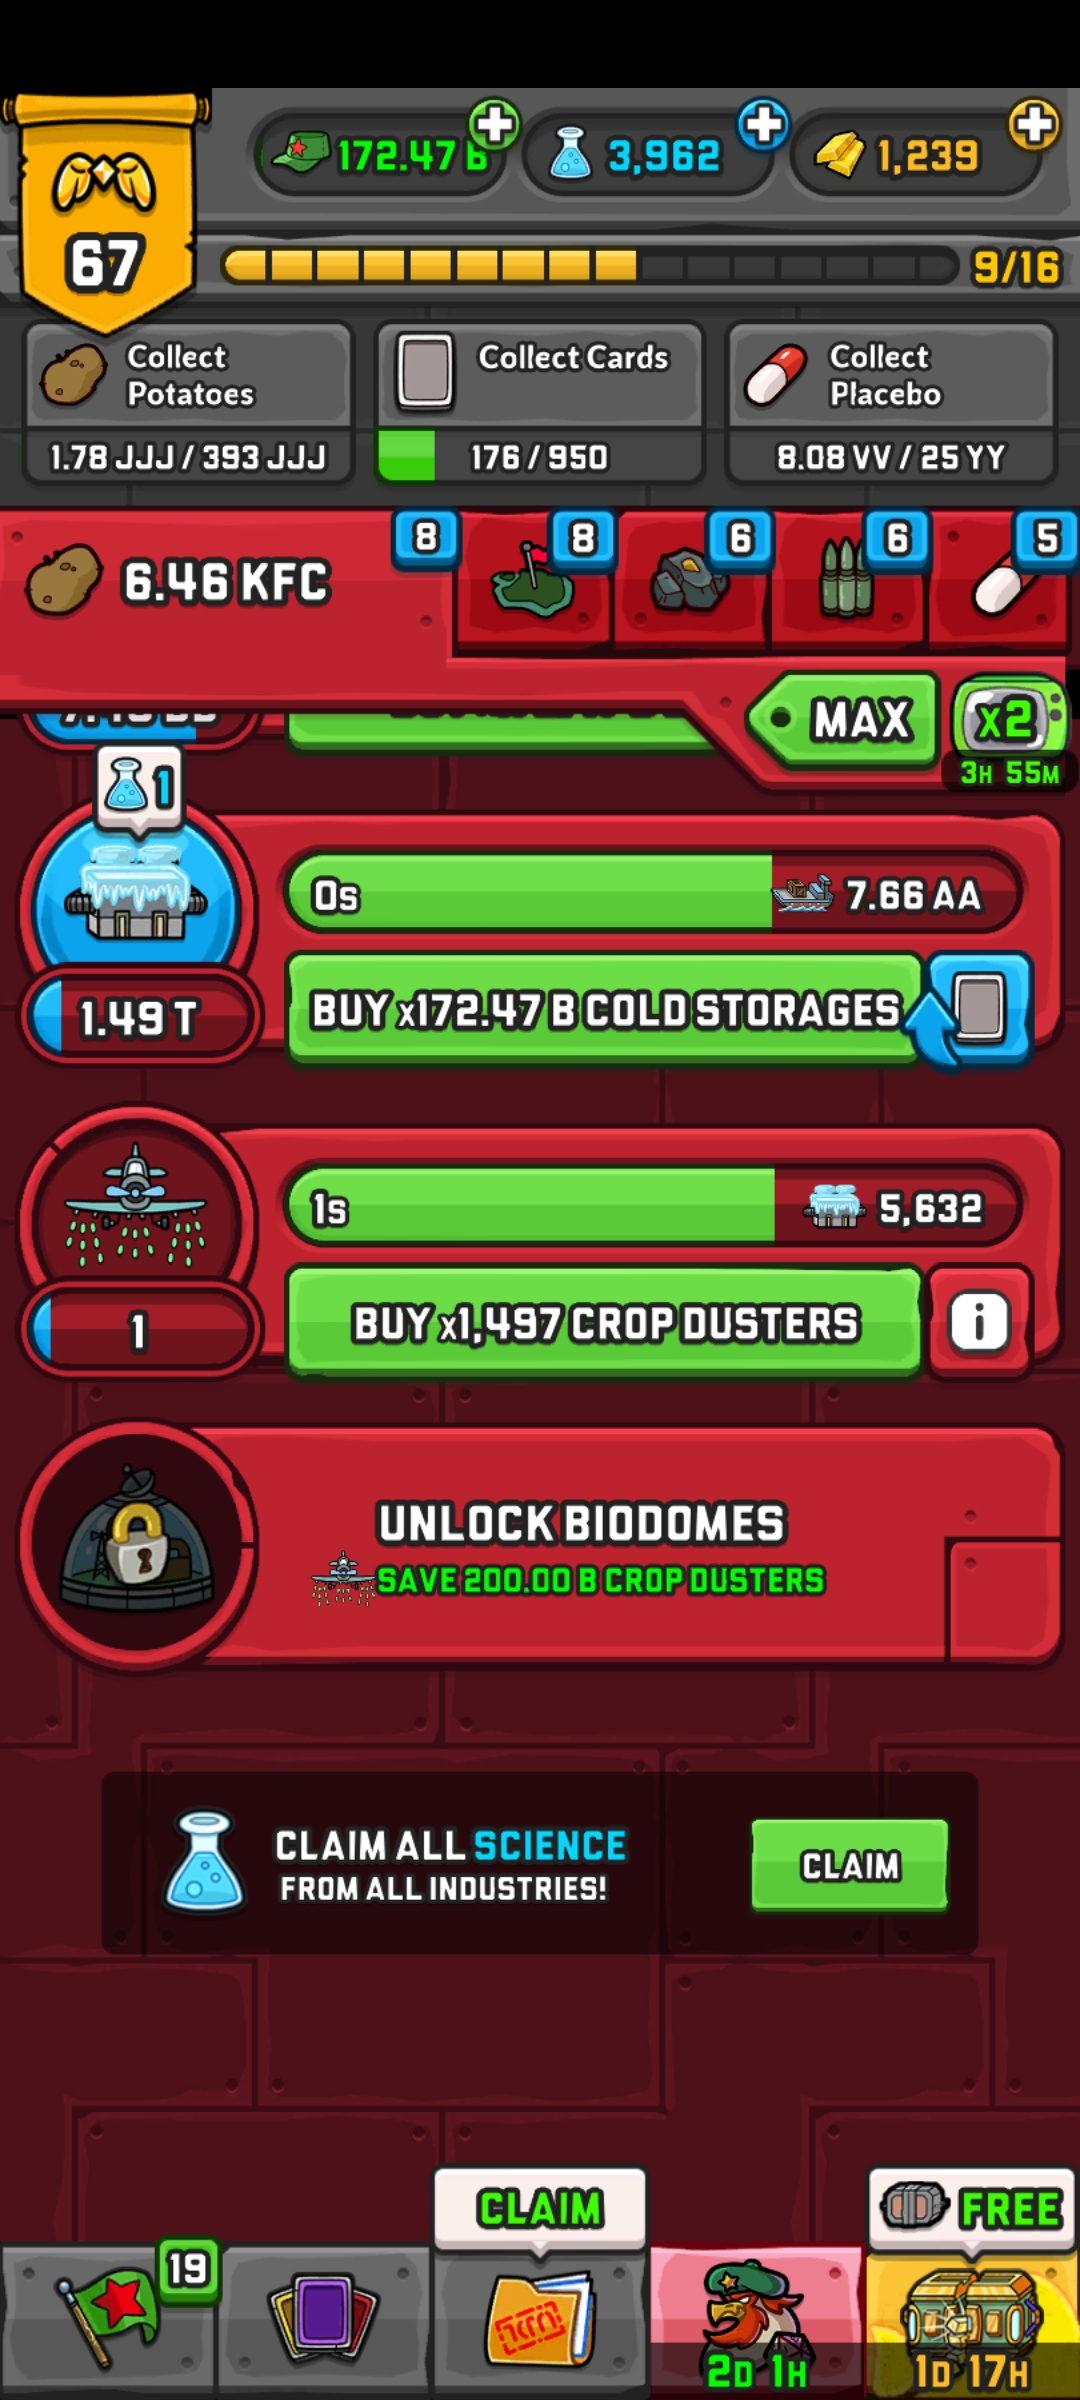 67
172.47 B
3,962
1,239
9/16
Collect
Potatoes
1.78 JJJ / 393 JJJ
Collect Cards
176 / 950
Collect
Placebo
8.08 VV / 25 YY
6.46 KFC
8
8
6
6
5
MAX
x2
3H 55M
1
0s
7.66 AA
1.49 T
BUY x172.47 B COLD STORAGES
1s
5,632
1
BUY x1,497 CROP DUSTERS
i
UNLOCK BIODOMES
SAVE 200.00 B CROP DUSTERS
CLAIM ALL SCIENCE
FROM ALL INDUSTRIES!
CLAIM
CLAIM
FREE
19
2D 1H
1D 17H